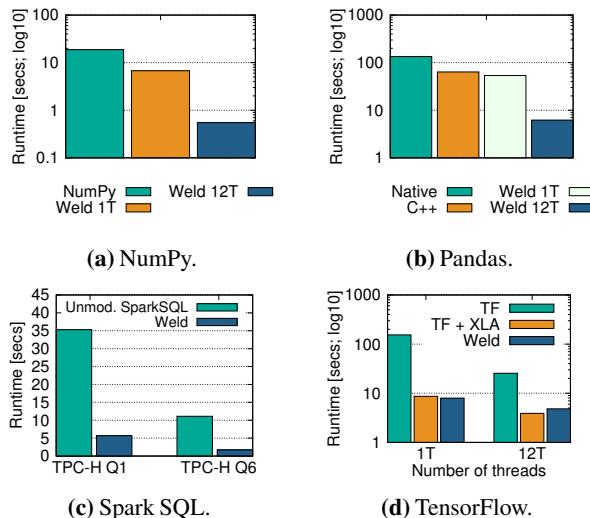 Runtime [secs; log10]
100
10
1
0.1
NumPy
Weld 1T
Weld 12T
(a) NumPy.
Runtime [secs; log10]
1000
100
10
1
Native
C++
Weld 1T
Weld 12T
(b) Pandas.
Runtime [secs]
45
40
35
30
25
20
15
10
5
0
Unmod. SparkSQL
Weld
TPC-H Q1
TPC-H Q6
(c) Spark SQL.
Runtime [secs; log10]
1000
100
10
1
TF
TF + XLA
Weld
1T
12T
Number of threads
(d) TensorFlow.